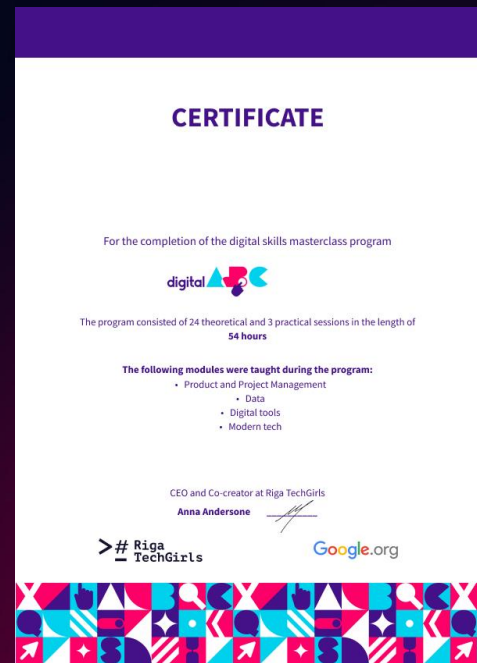 CERTIFICATE
For the completion of the digital skills masterclass program
digital ABC
The program consisted of 24 theoretical and 3 practical sessions in the length of
54 hours
The following modules were taught during the program:
• Product and Project Management
• Data
• Digital tools
• Modern tech
CEO and Co-creator at Riga TechGirls
Anna Andersone
># Riga
TechGirls
Google.org